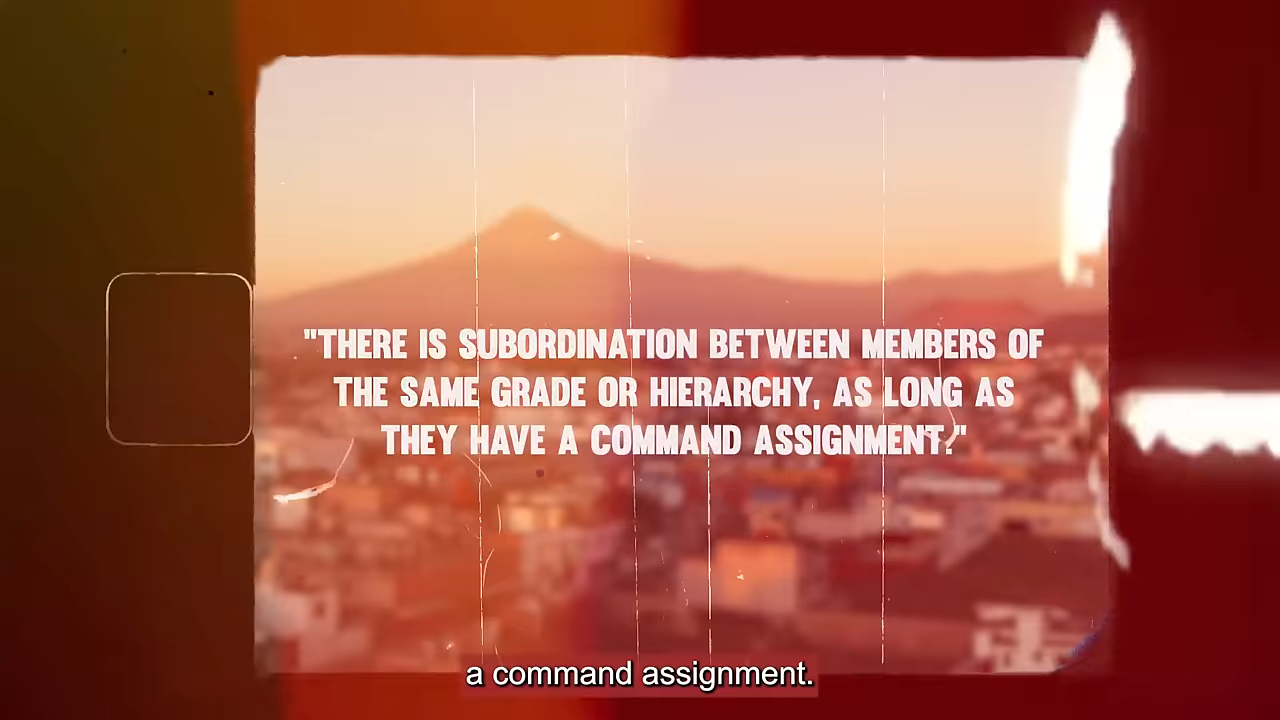 "THERE IS SUBORDINATION BETWEEN MEMBERS OF
THE SAME GRADE OR HIERARCHY, AS LONG AS
THEY HAVE A COMMAND ASSIGNMENT."
a command assignment.